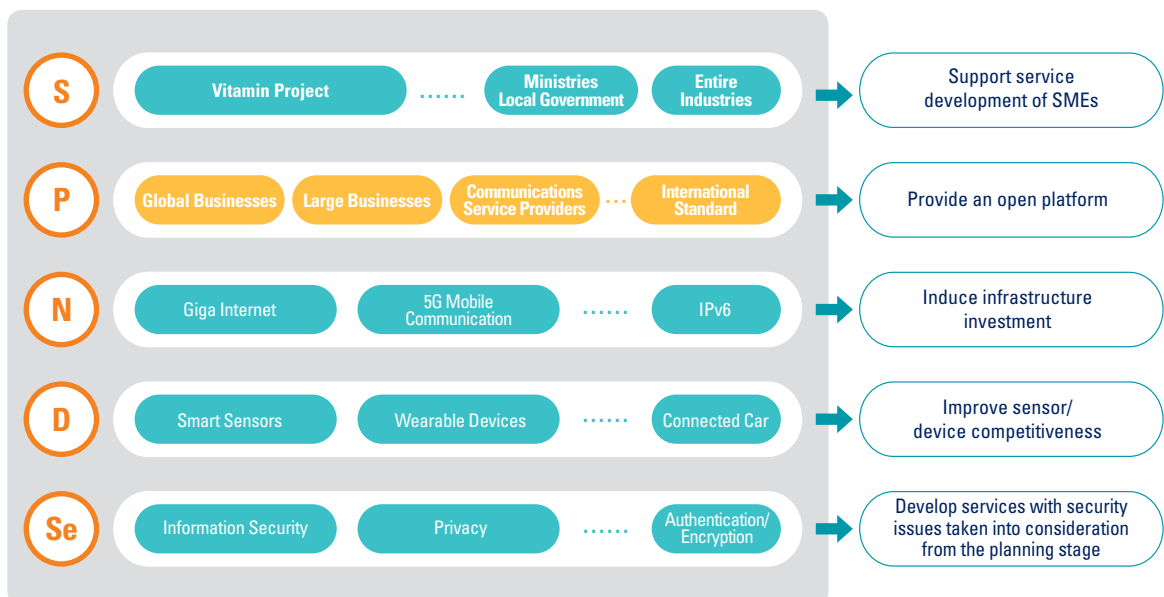 S
Vitamin Project
......
Ministries
Local Government
Entire
Industries
Support service
development of SMEs
P
Global Businesses
Large Businesses
Communications
Service Providers
...
International
Standard
Provide an open platform
N
Giga Internet
5G Mobile
Communication
......
IPv6
Induce infrastructure
investment
D
Smart Sensors
Wearable Devices
......
Connected Car
Improve sensor/
device competitiveness
Se
Information Security
Privacy
......
Authentication/
Encryption
Develop services with security
issues taken into consideration
from the planning stage